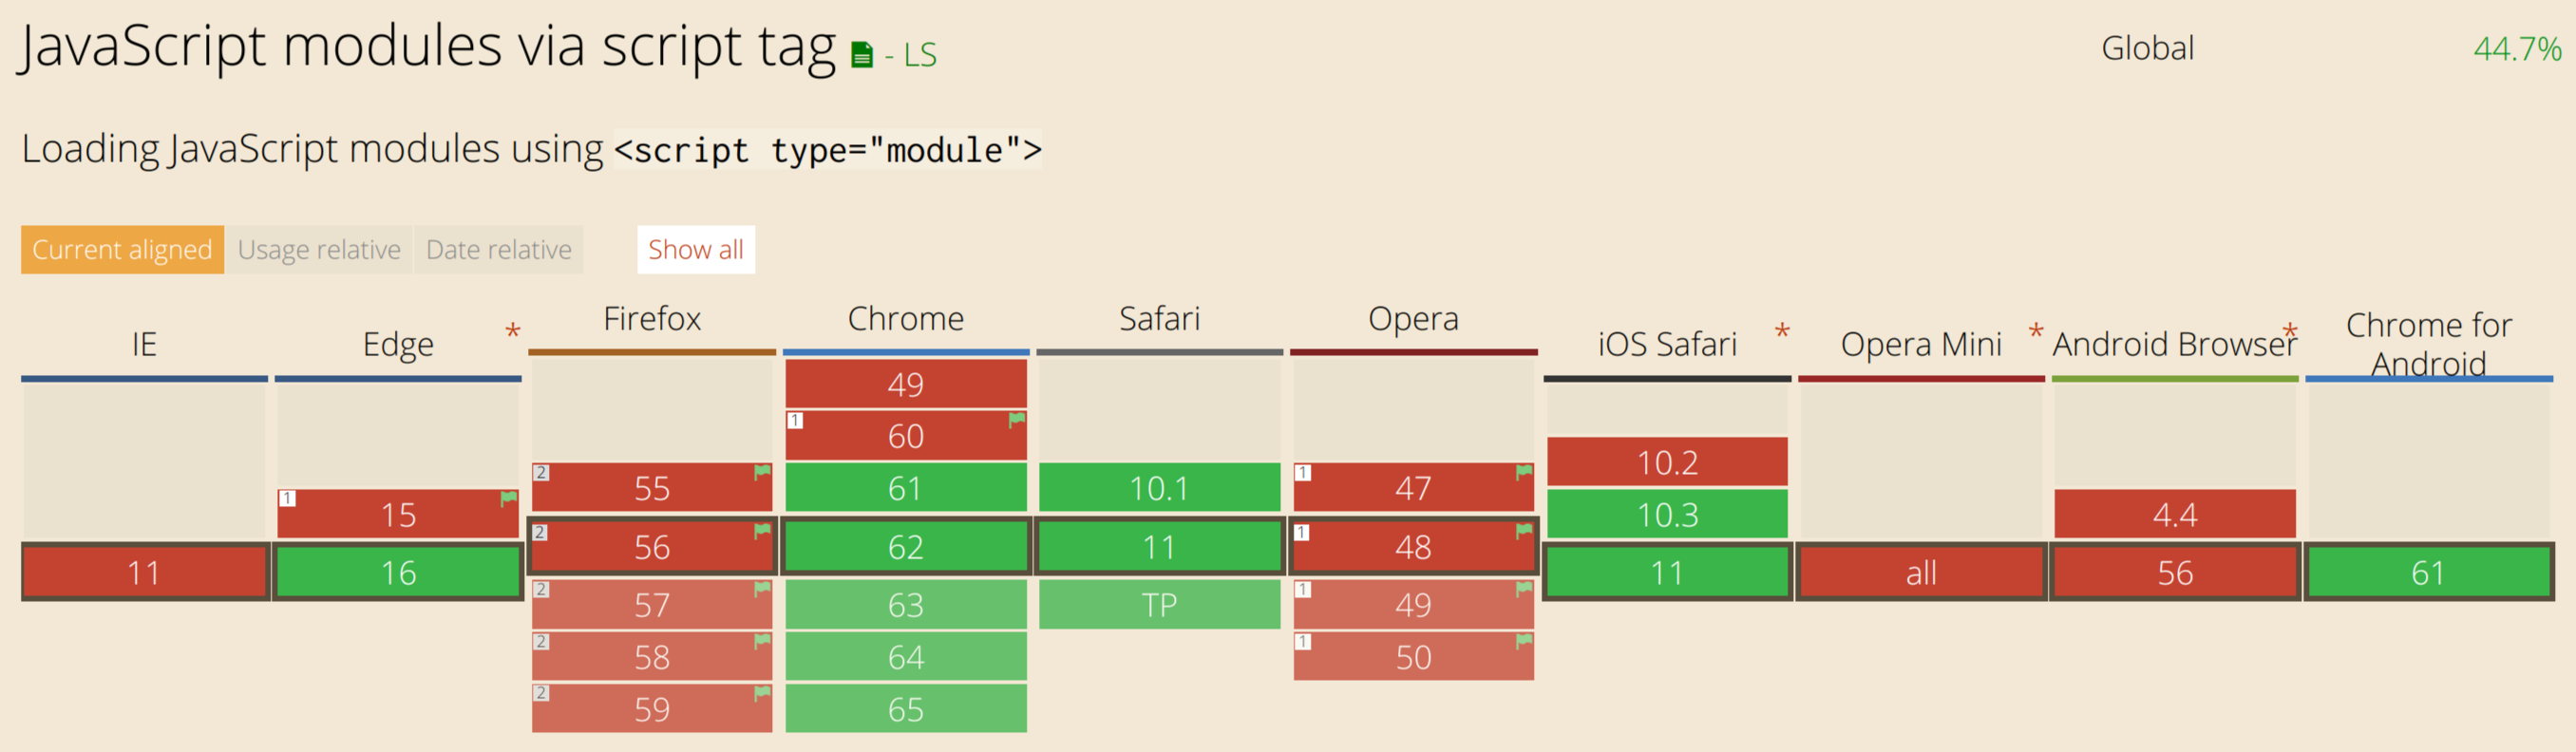 JavaScript modules via script tag - LS
Global 44.7%
Loading JavaScript modules using <script type="module">
Current aligned Usage relative Date relative Show all
IE Edge * Firefox Chrome Safari Opera iOS Safari * Opera Mini * Android Browser * Chrome for Android
49
1 60
2 55 61 10.1 1 47 10.2
1 15 10.3 4.4
2 56 62 11 1 48
11 16 11 all 56 61
2 57 63 TP 1 49
2 58 64 1 50
2 59 65